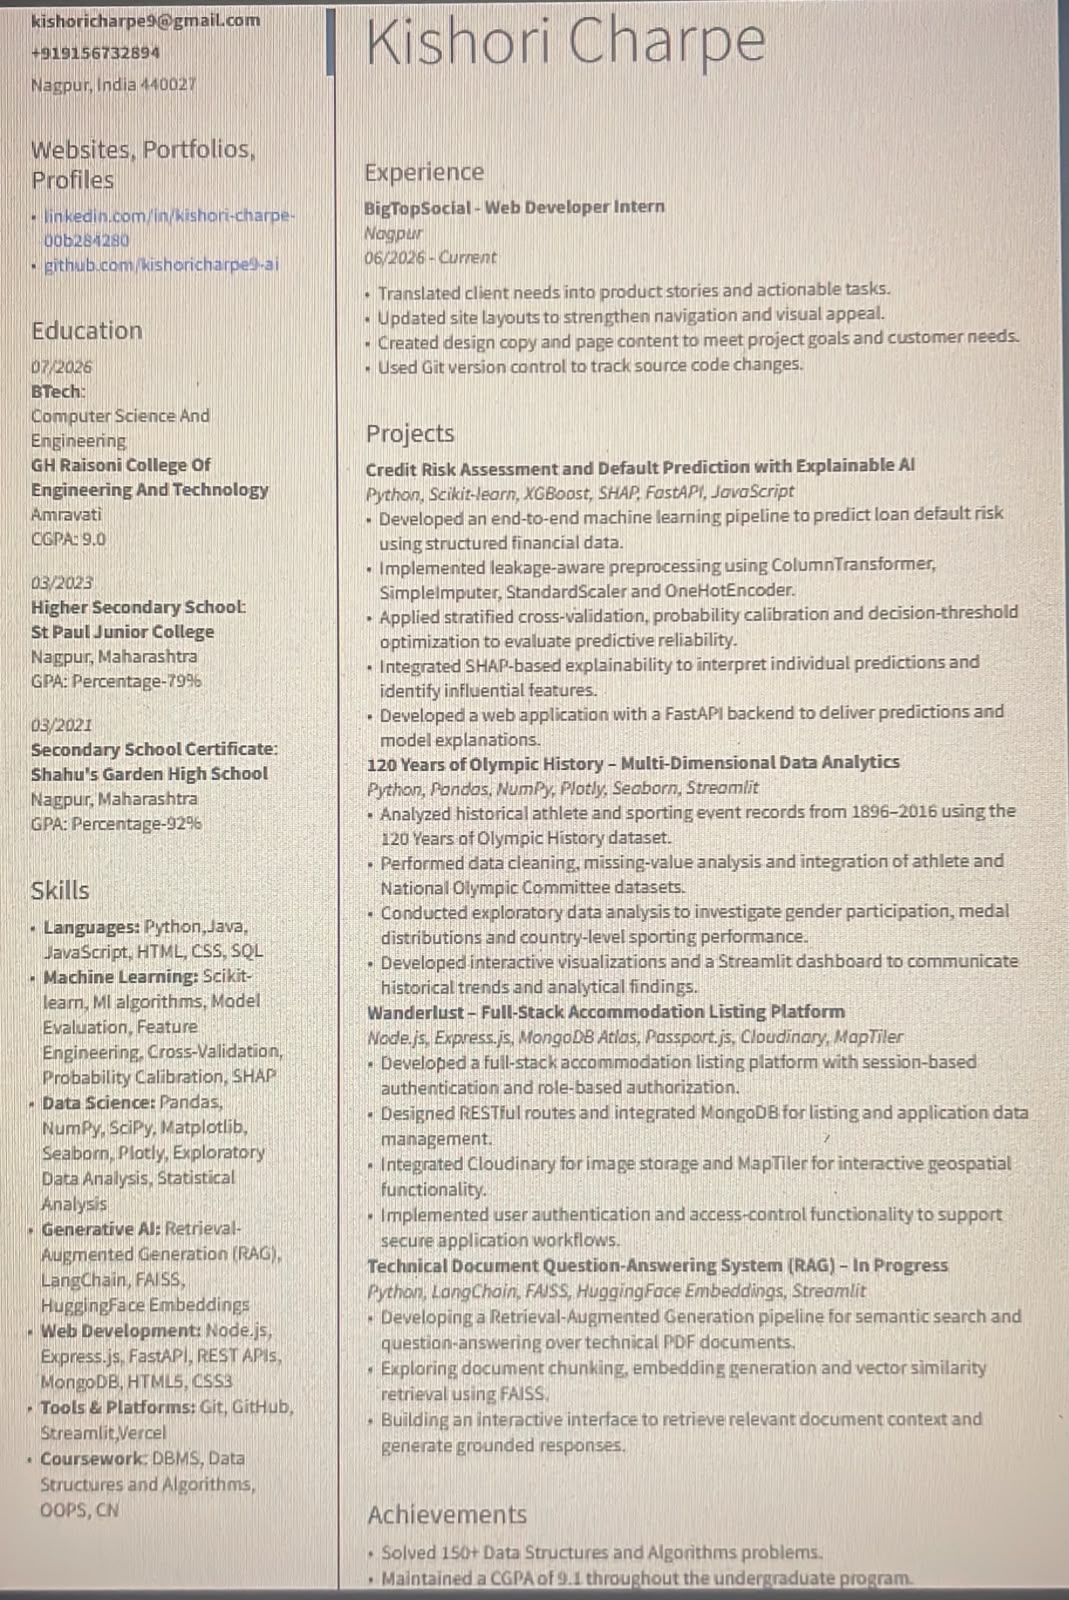 kishoricharpe9@gmail.com
+919156732894
Nagpur, India 440027
Websites, Portfolios,
Profiles
• linkedin.com/in/kishori-charpe-
00b284280
• github.com/kishoricharpe9-ai
Education
07/2026
BTech:
Computer Science And
Engineering
GH Raisoni College Of
Engineering And Technology
Amravati
CGPA: 9.0
03/2023
Higher Secondary School:
St Paul Junior College
Nagpur, Maharashtra
GPA: Percentage-79%
03/2021
Secondary School Certificate:
Shahu's Garden High School
Nagpur, Maharashtra
GPA: Percentage-92%
Skills
• Languages: Python,Java,
JavaScript, HTML, CSS, SQL
• Machine Learning: Scikit-
learn, Ml algorithms, Model
Evaluation, Feature
Engineering, Cross-Validation,
Probability Calibration, SHAP
• Data Science: Pandas,
NumPy, SciPy, Matplotlib,
Seaborn, Plotly, Exploratory
Data Analysis, Statistical
Analysis
• Generative AI: Retrieval-
Augmented Generation (RAG),
LangChain, FAISS,
HuggingFace Embeddings
• Web Development: Node.js,
Express.js, FastAPI, REST APIs,
MongoDB, HTML5, CSS3
• Tools & Platforms: Git, GitHub,
Streamlit,Vercel
• Coursework: DBMS, Data
Structures and Algorithms,
OOPS, CN
Kishori Charpe
Experience
BigTopSocial - Web Developer Intern
Nagpur
06/2026 - Current
• Translated client needs into product stories and actionable tasks.
• Updated site layouts to strengthen navigation and visual appeal.
• Created design copy and page content to meet project goals and customer needs.
• Used Git version control to track source code changes.
Projects
Credit Risk Assessment and Default Prediction with Explainable AI
Python, Scikit-learn, XGBoost, SHAP, FastAPI, JavaScript
• Developed an end-to-end machine learning pipeline to predict loan default risk
using structured financial data.
• Implemented leakage-aware preprocessing using ColumnTransformer,
SimpleImputer, StandardScaler and OneHotEncoder.
• Applied stratified cross-validation, probability calibration and decision-threshold
optimization to evaluate predictive reliability.
• Integrated SHAP-based explainability to interpret individual predictions and
identify influential features.
• Developed a web application with a FastAPI backend to deliver predictions and
model explanations.
120 Years of Olympic History – Multi-Dimensional Data Analytics
Python, Pandas, NumPy, Plotly, Seaborn, Streamlit
• Analyzed historical athlete and sporting event records from 1896–2016 using the
120 Years of Olympic History dataset.
• Performed data cleaning, missing-value analysis and integration of athlete and
National Olympic Committee datasets.
• Conducted exploratory data analysis to investigate gender participation, medal
distributions and country-level sporting performance.
• Developed interactive visualizations and a Streamlit dashboard to communicate
historical trends and analytical findings.
Wanderlust – Full-Stack Accommodation Listing Platform
Node.js, Express.js, MongoDB Atlas, Passport.js, Cloudinary, MapTiler
• Developed a full-stack accommodation listing platform with session-based
authentication and role-based authorization.
• Designed RESTful routes and integrated MongoDB for listing and application data
management.
• Integrated Cloudinary for image storage and MapTiler for interactive geospatial
functionality.
• Implemented user authentication and access-control functionality to support
secure application workflows.
Technical Document Question-Answering System (RAG) – In Progress
Python, LangChain, FAISS, HuggingFace Embeddings, Streamlit
• Developing a Retrieval-Augmented Generation pipeline for semantic search and
question-answering over technical PDF documents.
• Exploring document chunking, embedding generation and vector similarity
retrieval using FAISS.
• Building an interactive interface to retrieve relevant document context and
generate grounded responses.
Achievements
• Solved 150+ Data Structures and Algorithms problems.
• Maintained a CGPA of 9.1 throughout the undergraduate program.